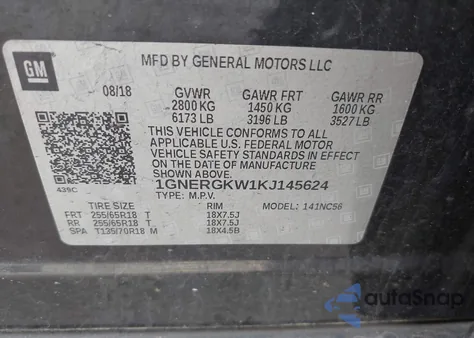 GM
MFD BY GENERAL MOTORS LLC
08/18
GVWR GAWR FRT GAWR RR
2800 KG 1450 KG 1600 KG
6173 LB 3196 LB 3527 LB
THIS VEHICLE CONFORMS TO ALL
APPLICABLE U.S. FEDERAL MOTOR
VEHICLE SAFETY STANDARDS IN EFFECT
ON THE DATE OF MANUFACTURE
SHOWN ABOVE.
1GNERGKW1KJ145624
439C
TYPE: M.P.V.
TIRE SIZE RIM MODEL: 141NC56
FRT 255/65R18 T 18X7.5J
RR 255/65R18 T 18X7.5J
SPA T135/70R18 M 18X4.5B
autoSnap